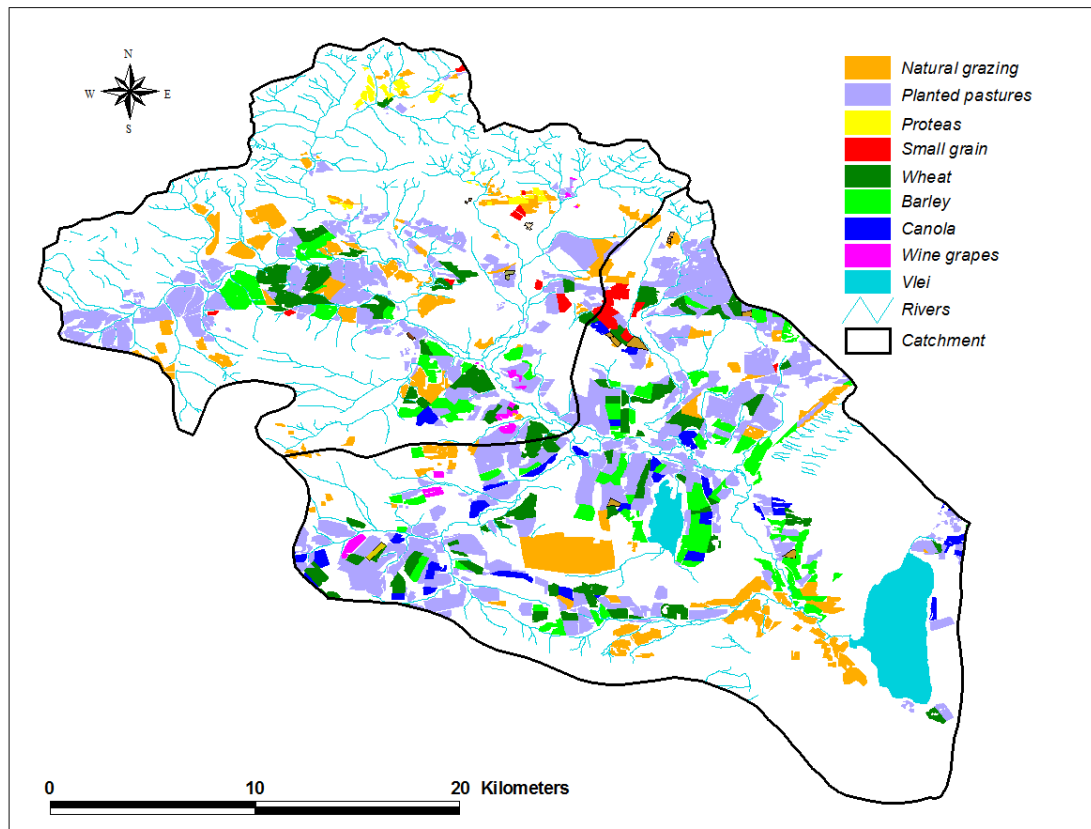 N
W E
S
Natural grazing
Planted pastures
Proteas
Small grain
Wheat
Barley
Canola
Wine grapes
Vlei
Rivers
Catchment
0 10 20 Kilometers